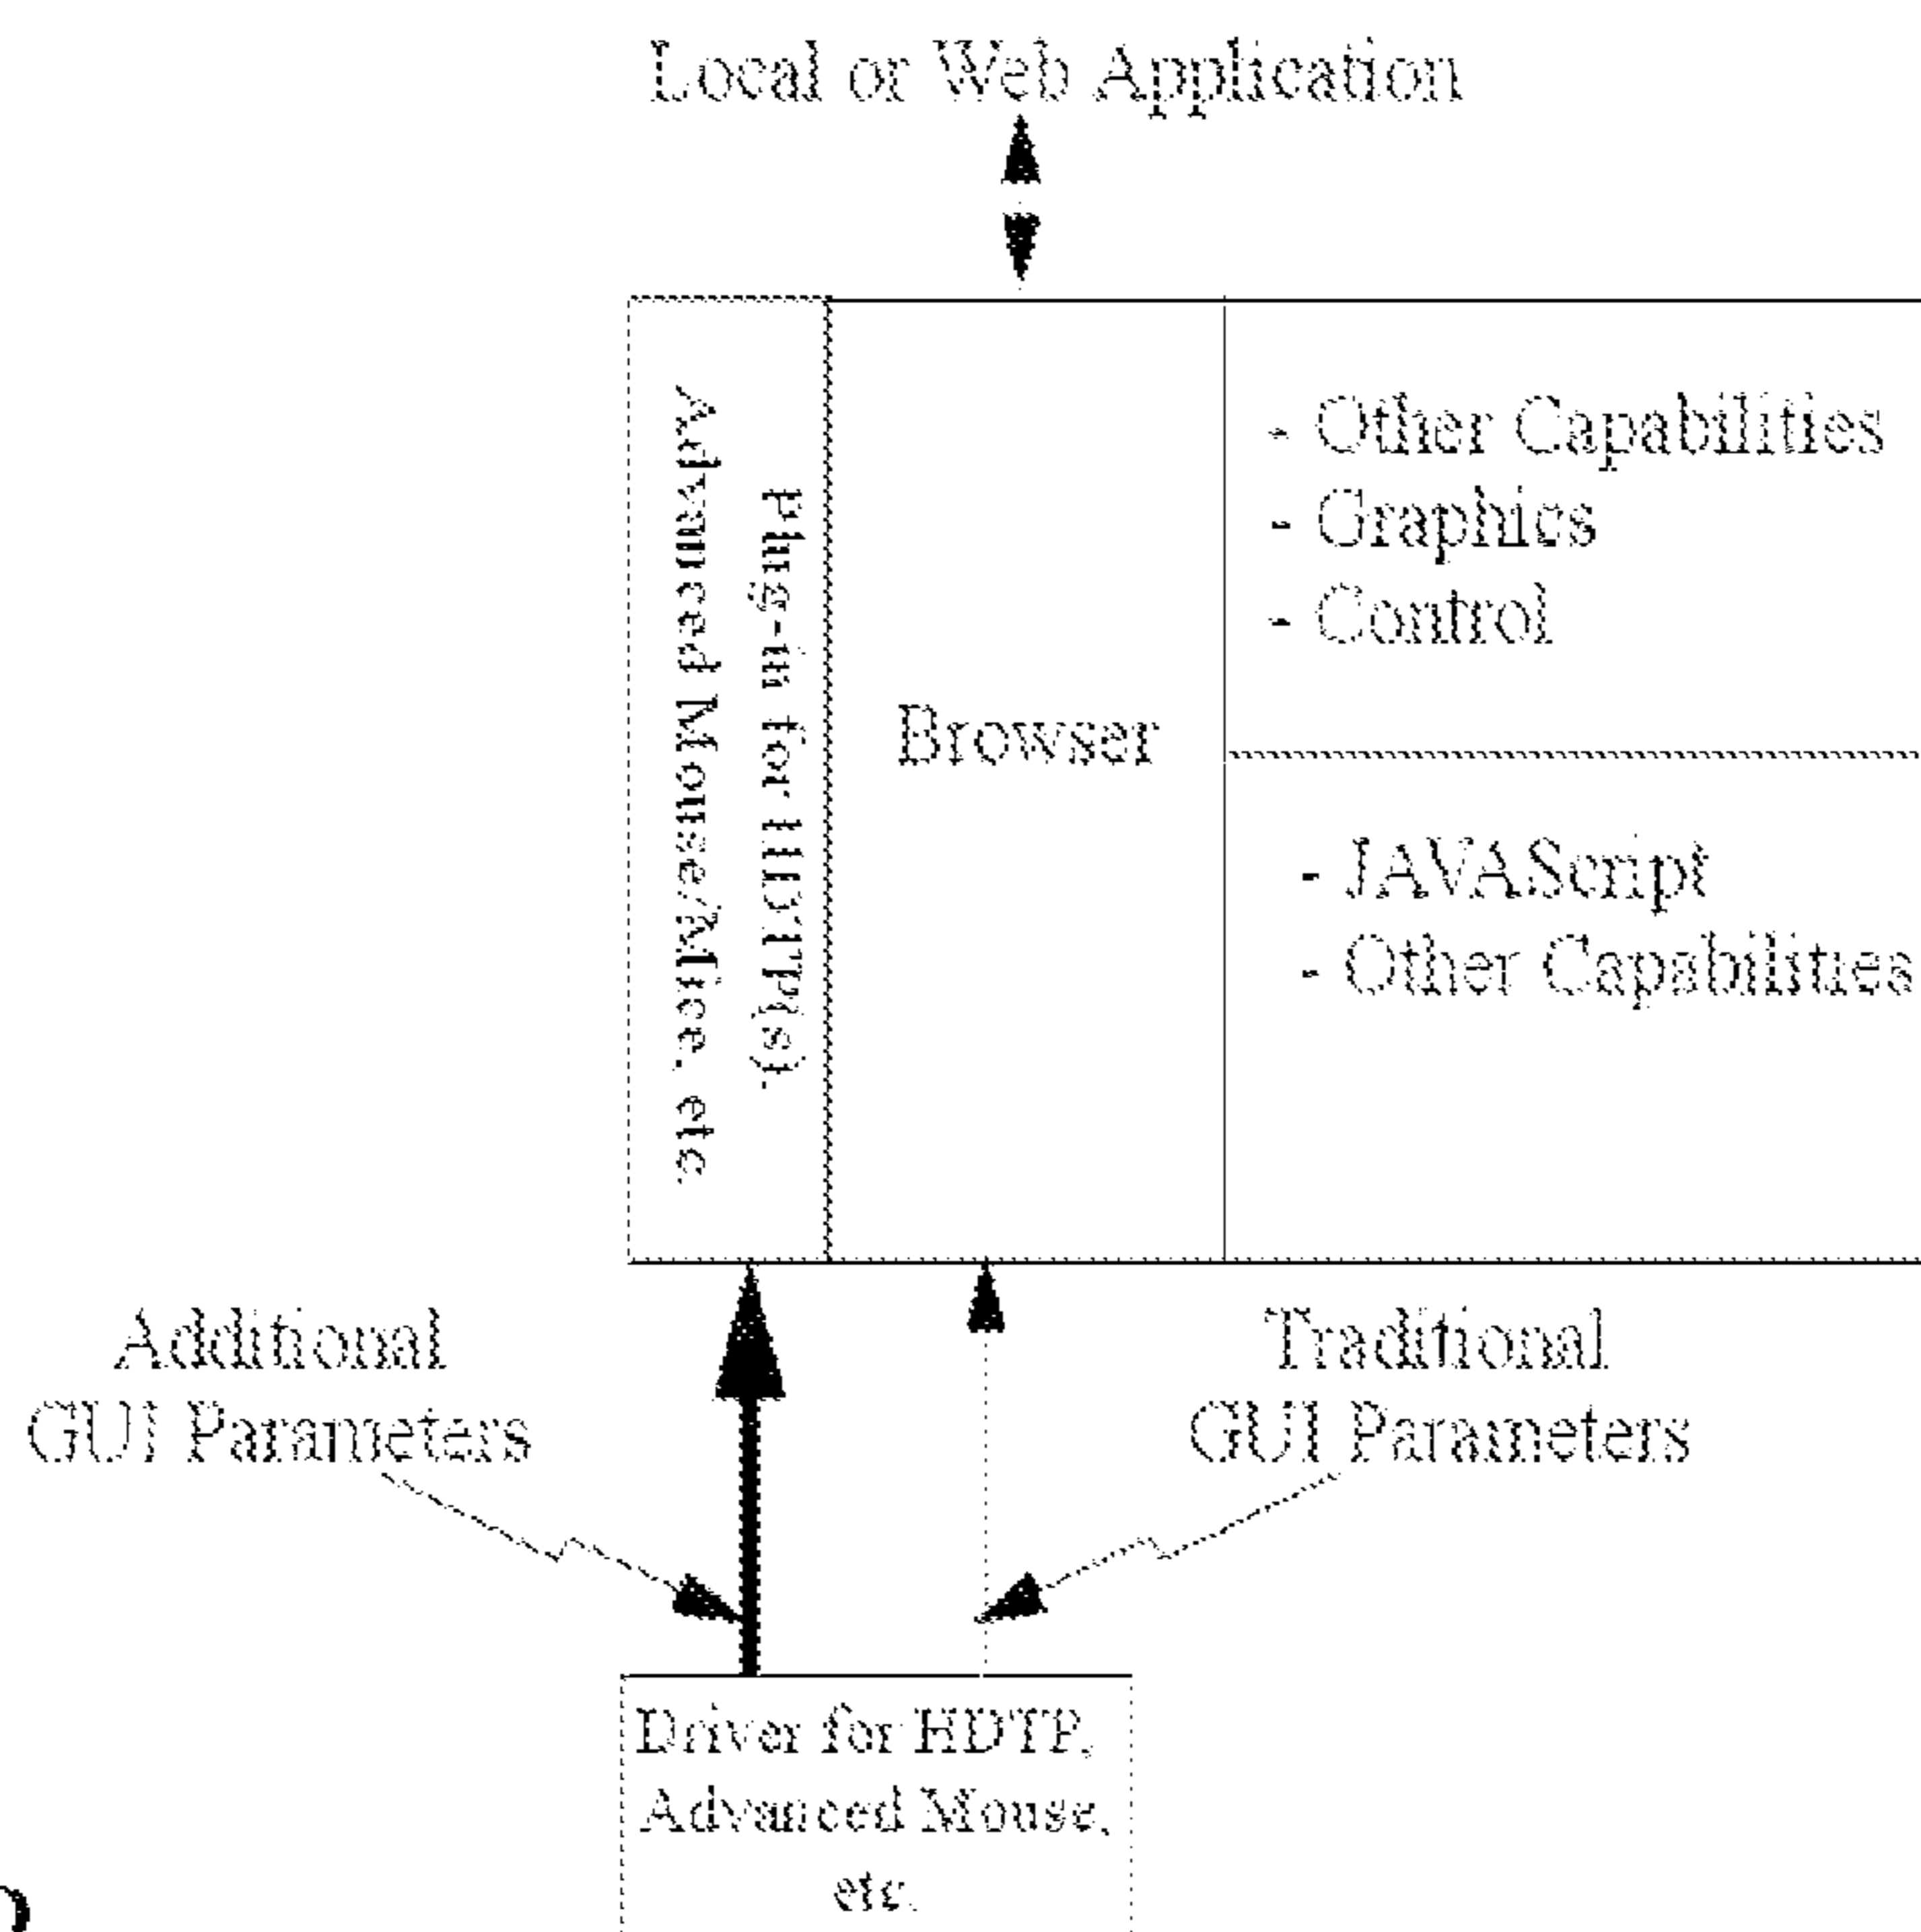 Local or Web Application
Plug-in for HDTP(s),
Advanced Mouse/Mice, etc.
Browser
- Other Capabilities
- Graphics
- Control
- JAVAScript
- Other Capabilities
Additional
GUI Parameters
Traditional
GUI Parameters
Driver for HDTP,
Advanced Mouse,
etc.